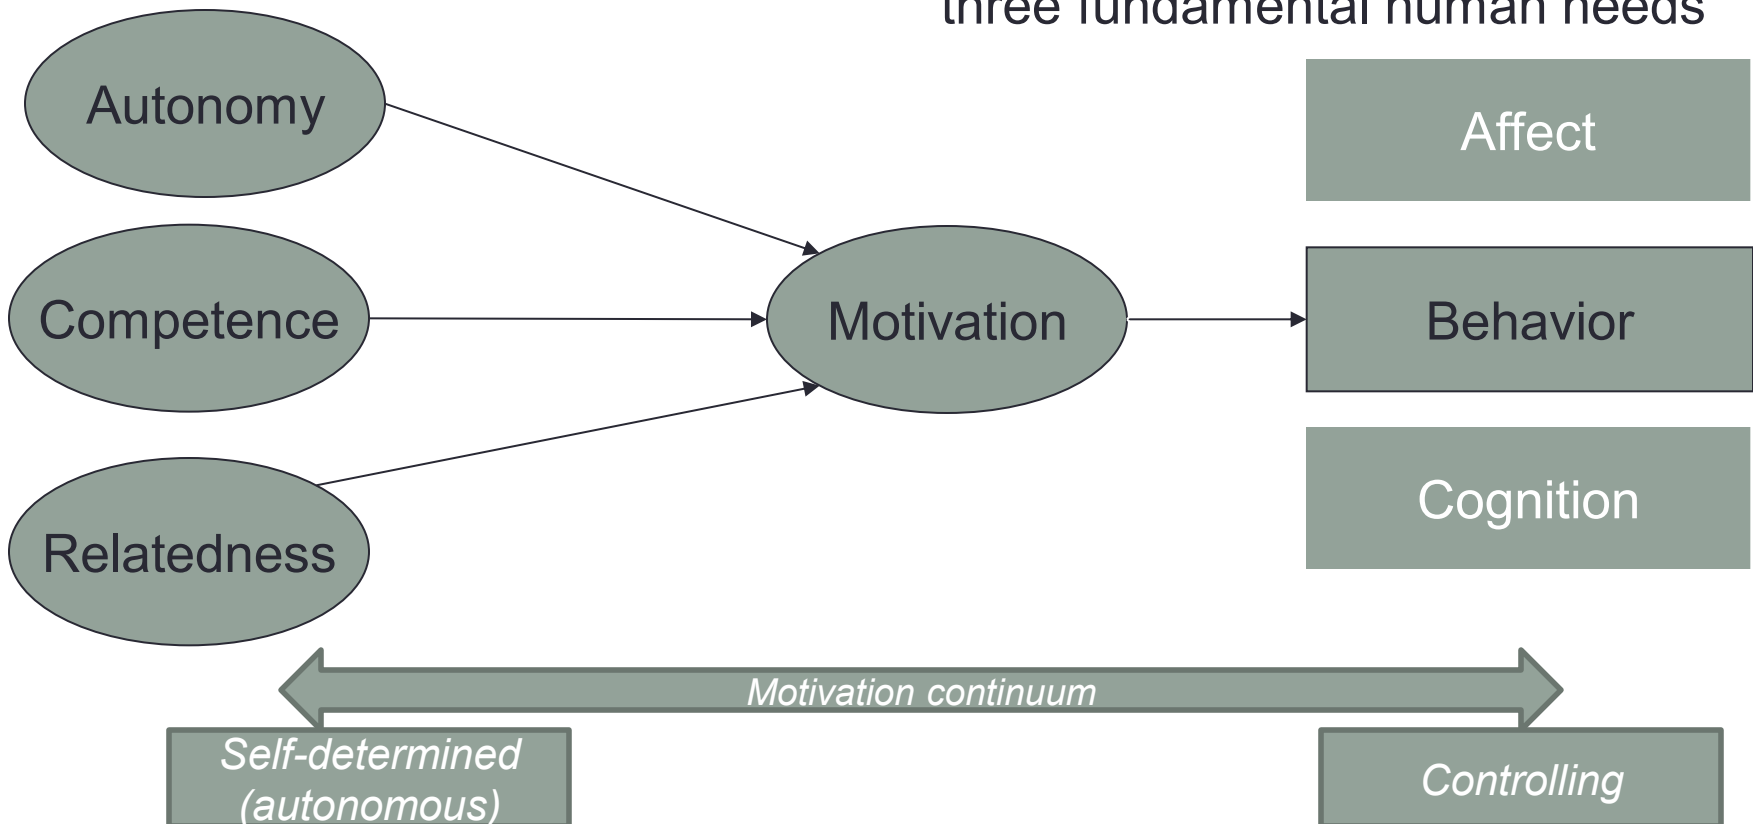 three fundamental human needs
Autonomy
Affect
Competence
Motivation
Behavior
Cognition
Relatedness
Motivation continuum
Self-determined
(autonomous)
Controlling